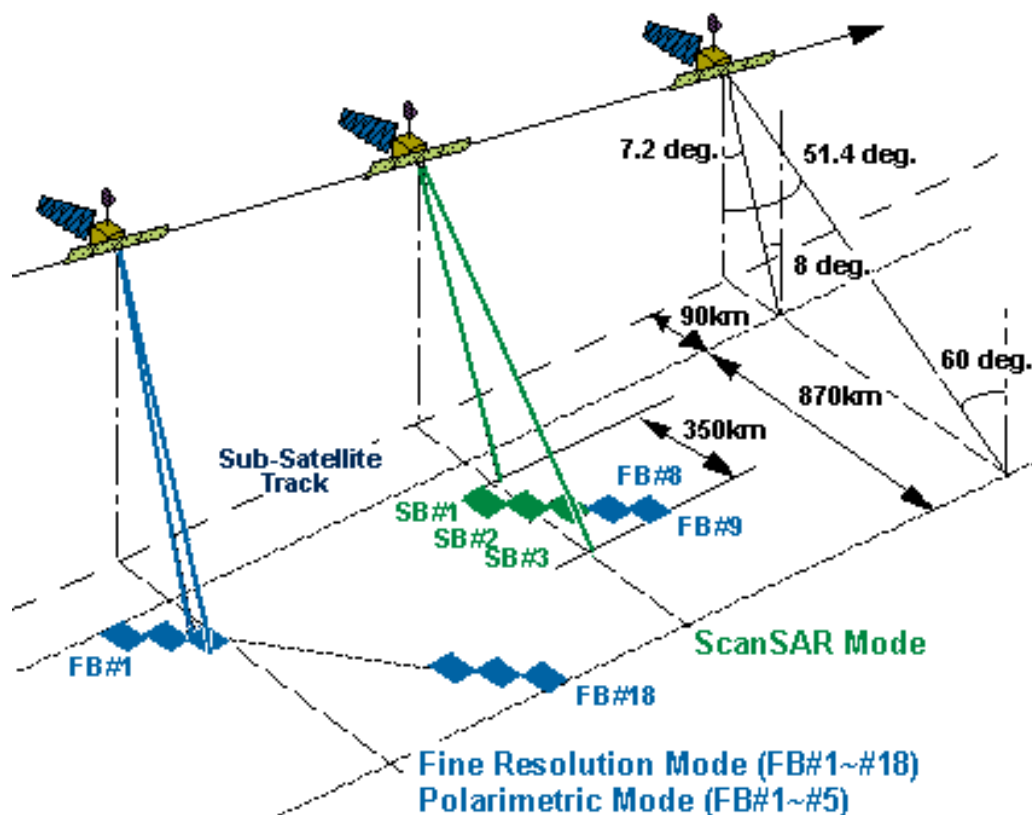 7.2 deg.
51.4 deg.
8 deg.
90km
60 deg.
870km
350km
Sub-Satellite
Track
FB#8
SB#1
SB#2
FB#9
SB#3
ScanSAR Mode
FB#1
FB#18
Fine Resolution Mode (FB#1~#18)
Polarimetric Mode (FB#1~#5)